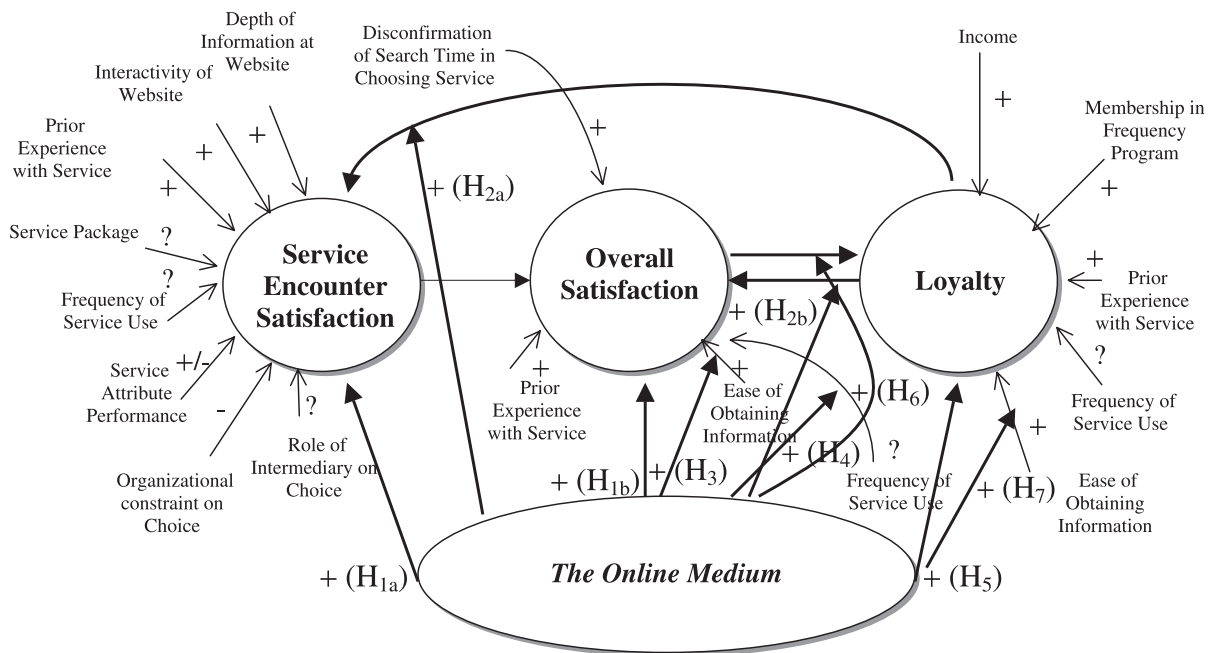 Depth of
Information at
Website
Interactivity of
Website
Prior
Experience
with Service
Service Package
Frequency of
Service Use
Service
Attribute
Performance
Organizational
constraint on
Choice
Role of
Intermediary on
Choice
+
+
+
?
?
+/-
-
?
Service
Encounter
Satisfaction
Disconfirmation
of Search Time in
Choosing Service
+
+ (H2a)
Overall
Satisfaction
+
Prior
Experience
with Service
+
Ease of
Obtaining
Information
+ (H2b)
+ (H6)
+ (H4)
?
Frequency of
Service Use
Income
+
Membership in
Frequency
Program
+
Loyalty
+
Prior
Experience
with Service
?
Frequency of
Service Use
+
Ease of
Obtaining
Information
+ (H1b)
+ (H3)
+ (H7)
+ (H1a)
The Online Medium
+ (H5)